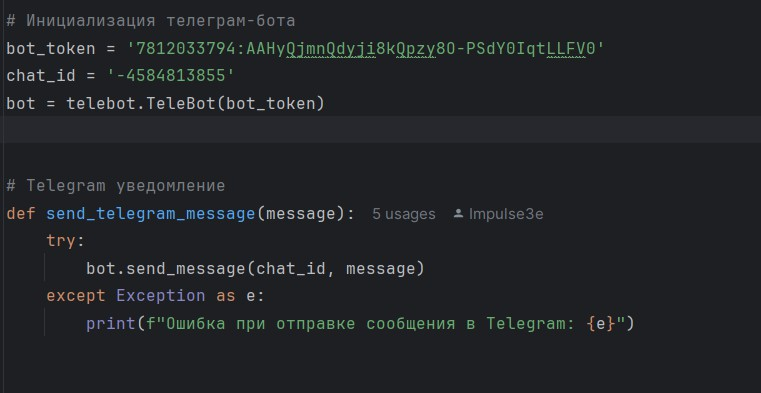 # Инициализация телеграм-бота
bot_token = '7812033794:AAHyQjmnQdyji8kQpzy8O-PSdY0IqtLLFV0'
chat_id = '-4584813855'
bot = telebot.TeleBot(bot_token)
# Telegram уведомление
def send_telegram_message(message): 5 usages Impulse3e
try:
bot.send_message(chat_id, message)
except Exception as e:
print(f"Ошибка при отправке сообщения в Telegram: {e}")